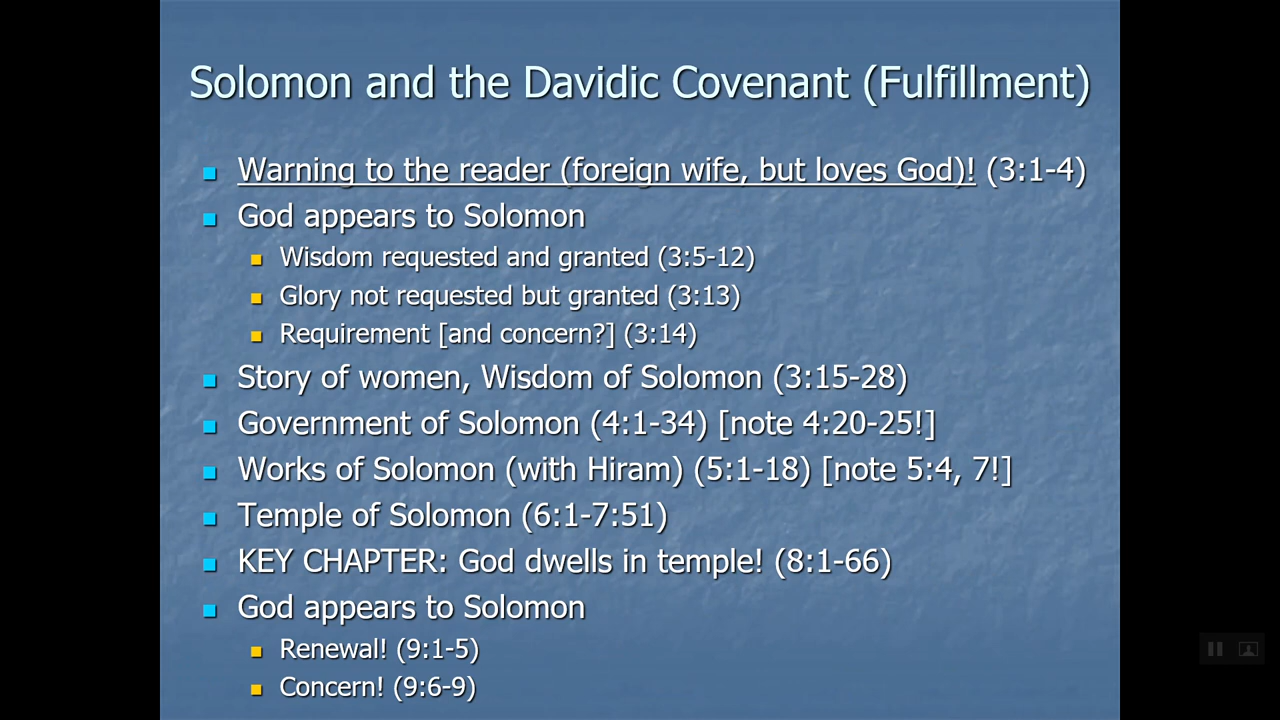 Solomon and the Davidic Covenant (Fulfillment)
Warning to the reader (foreign wife, but loves God)! (3:1-4)
God appears to Solomon
Wisdom requested and granted (3:5-12)
Glory not requested but granted (3:13)
Requirement [and concern?] (3:14)
Story of women, Wisdom of Solomon (3:15-28)
Government of Solomon (4:1-34) [note 4:20-25!]
Works of Solomon (with Hiram) (5:1-18) [note 5:4, 7!]
Temple of Solomon (6:1-7:51)
KEY CHAPTER: God dwells in temple! (8:1-66)
God appears to Solomon
Renewal! (9:1-5)
Concern! (9:6-9)